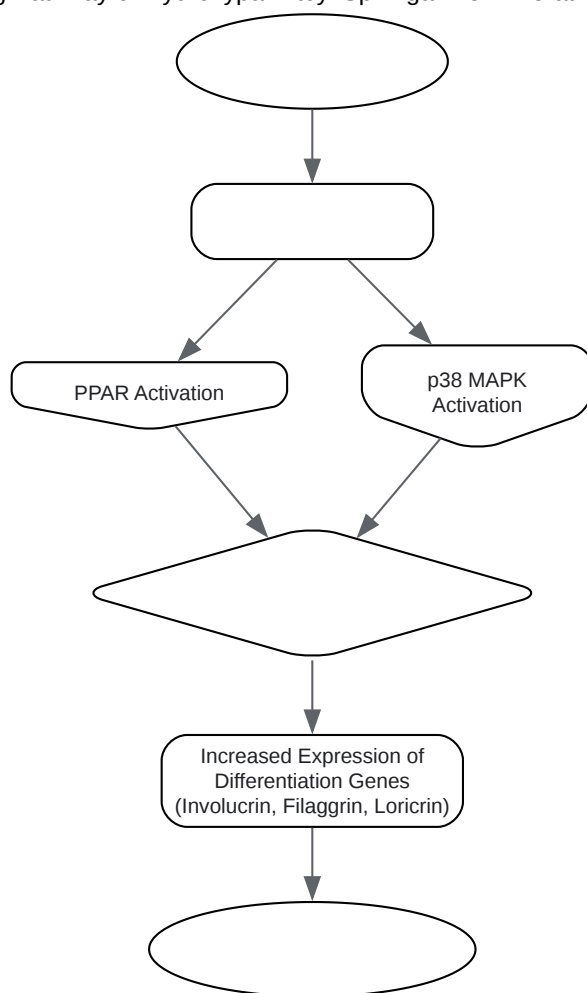 PPAR Activation
p38 MAPK
Activation
Increased Expression of
Differentiation Genes
(Involucrin, Filaggrin, Loricrin)